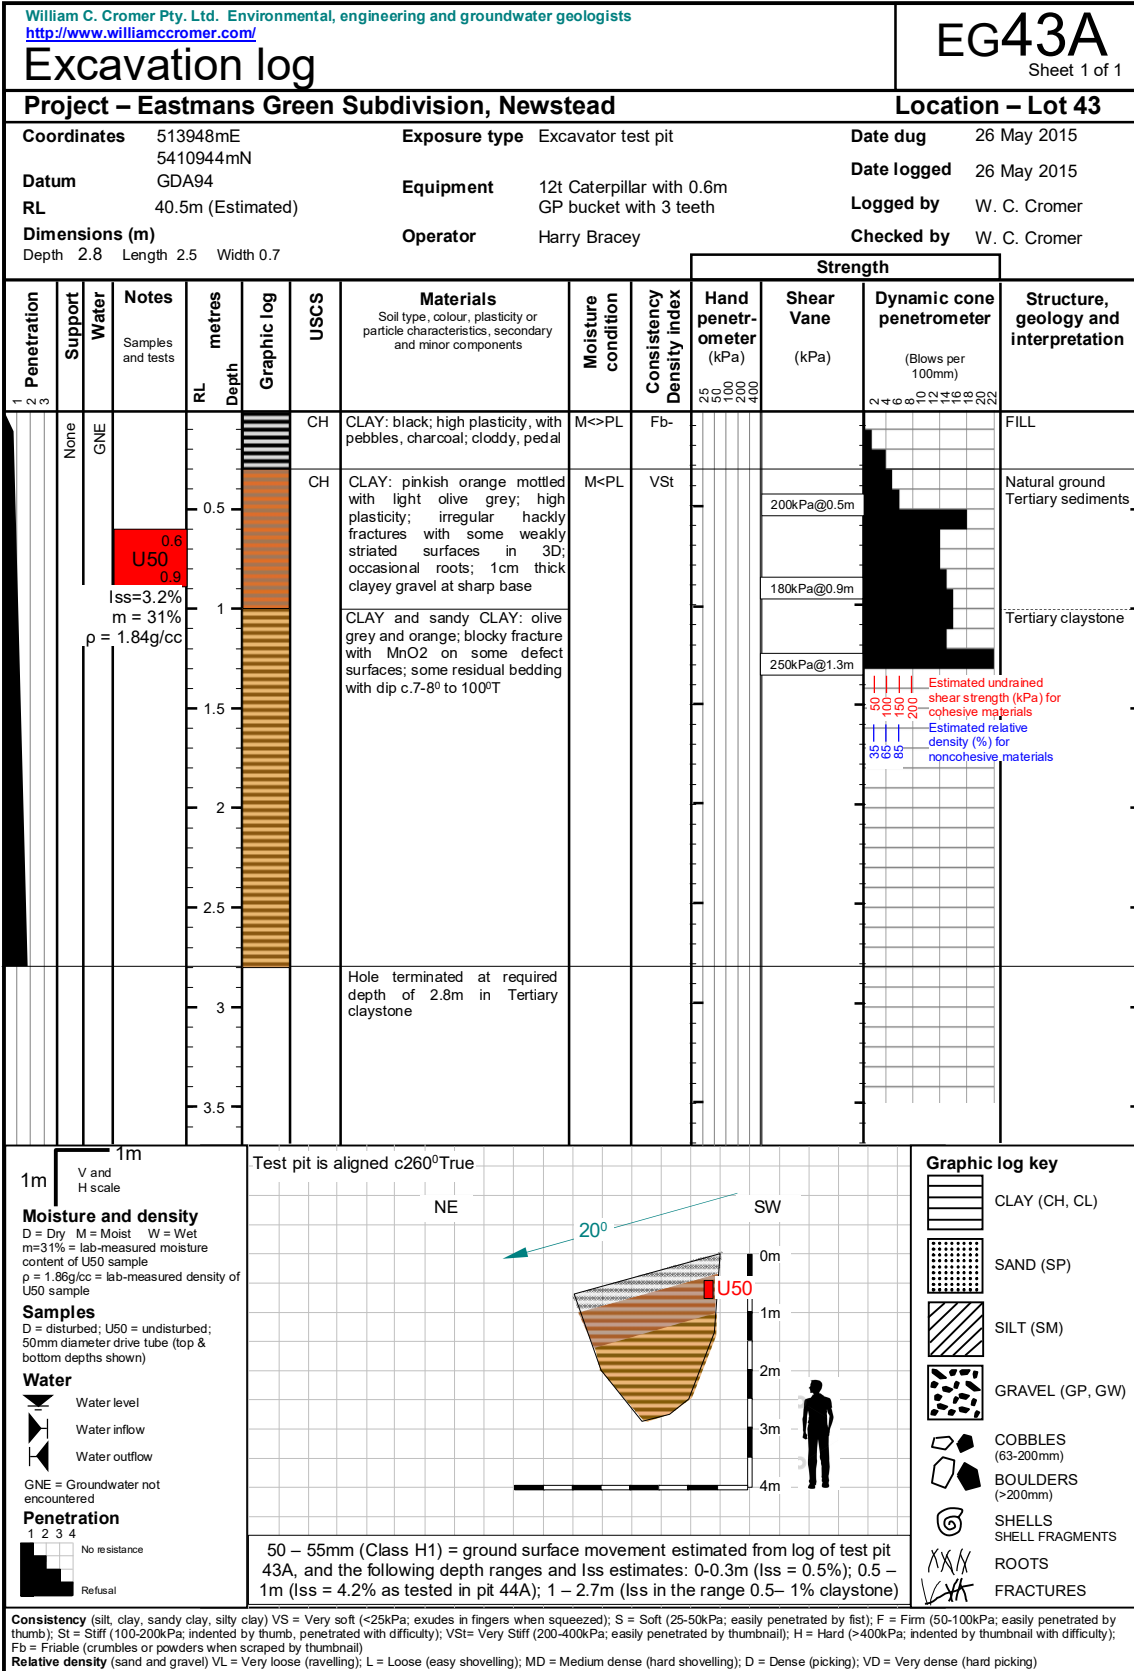 William C. Cromer Pty. Ltd. Environmental, engineering and groundwater geologists
http://www.williamccromer.com/
Excavation log
EG43A
Sheet 1 of 1
Project – Eastmans Green Subdivision, Newstead
Location – Lot 43
Coordinates 513948mE
5410944mN
Datum GDA94
RL 40.5m (Estimated)
Dimensions (m)
Depth 2.8 Length 2.5 Width 0.7
Exposure type Excavator test pit
Equipment 12t Caterpillar with 0.6m
GP bucket with 3 teeth
Operator Harry Bracey
Date dug 26 May 2015
Date logged 26 May 2015
Logged by W. C. Cromer
Checked by W. C. Cromer
Strength
Penetration
1 2 3
Support
Water
Notes
Samples
and tests
RL
metres
Depth
Graphic log
USCS
Materials
Soil type, colour, plasticity or
particle characteristics, secondary
and minor components
Moisture
condition
Consistency
Density index
Hand
penetr-
ometer
(kPa)
25 50 100 200 400
Shear
Vane
(kPa)
Dynamic cone
penetrometer
(Blows per
100mm)
2 4 6 8 10 12 14 16 18 20 22
Structure,
geology and
interpretation
None
GNE
CH
CLAY: black; high plasticity, with
pebbles, charcoal; cloddy, pedal
M<>PL
Fb-
FILL
CH
CLAY: pinkish orange mottled
with light olive grey; high
plasticity; irregular hackly
fractures with some weakly
striated surfaces in 3D;
occasional roots; 1cm thick
clayey gravel at sharp base
M<PL
VSt
Natural ground
Tertiary sediments
0.5
200kPa@0.5m
0.6
U50
0.9
180kPa@0.9m
Iss=3.2%
m = 31%
ρ = 1.84g/cc
1
CLAY and sandy CLAY: olive
grey and orange; blocky fracture
with MnO2 on some defect
surfaces; some residual bedding
with dip c.7-8⁰ to 100⁰T
Tertiary claystone
250kPa@1.3m
50 100 150 200
Estimated undrained
shear strength (kPa) for
cohesive materials
35 65 85
Estimated relative
density (%) for
noncohesive materials
1.5
2
2.5
Hole terminated at required
depth of 2.8m in Tertiary
claystone
3
3.5
1m
1m
V and
H scale
Moisture and density
D = Dry M = Moist W = Wet
m=31% = lab-measured moisture
content of U50 sample
ρ = 1.86g/cc = lab-measured density of
U50 sample
Samples
D = disturbed; U50 = undisturbed;
50mm diameter drive tube (top &
bottom depths shown)
Water
Water level
Water inflow
Water outflow
GNE = Groundwater not
encountered
Penetration
1 2 3 4
No resistance
Refusal
Test pit is aligned c260⁰True
NE
SW
20⁰
0m
U50
1m
2m
3m
4m
50 – 55mm (Class H1) = ground surface movement estimated from log of test pit
43A, and the following depth ranges and Iss estimates: 0-0.3m (Iss = 0.5%); 0.5 –
1m (Iss = 4.2% as tested in pit 44A); 1 – 2.7m (Iss in the range 0.5– 1% claystone)
Graphic log key
CLAY (CH, CL)
SAND (SP)
SILT (SM)
GRAVEL (GP, GW)
COBBLES
(63-200mm)
BOULDERS
(>200mm)
SHELLS
SHELL FRAGMENTS
ROOTS
FRACTURES
Consistency (silt, clay, sandy clay, silty clay) VS = Very soft (<25kPa; exudes in fingers when squeezed); S = Soft (25-50kPa; easily penetrated by fist); F = Firm (50-100kPa; easily penetrated by
thumb); St = Stiff (100-200kPa; indented by thumb, penetrated with difficulty); VSt= Very Stiff (200-400kPa; easily penetrated by thumbnail); H = Hard (>400kPa; indented by thumbnail with difficulty);
Fb = Friable (crumbles or powders when scraped by thumbnail)
Relative density (sand and gravel) VL = Very loose (ravelling); L = Loose (easy shovelling); MD = Medium dense (hard shovelling); D = Dense (picking); VD = Very dense (hard picking)